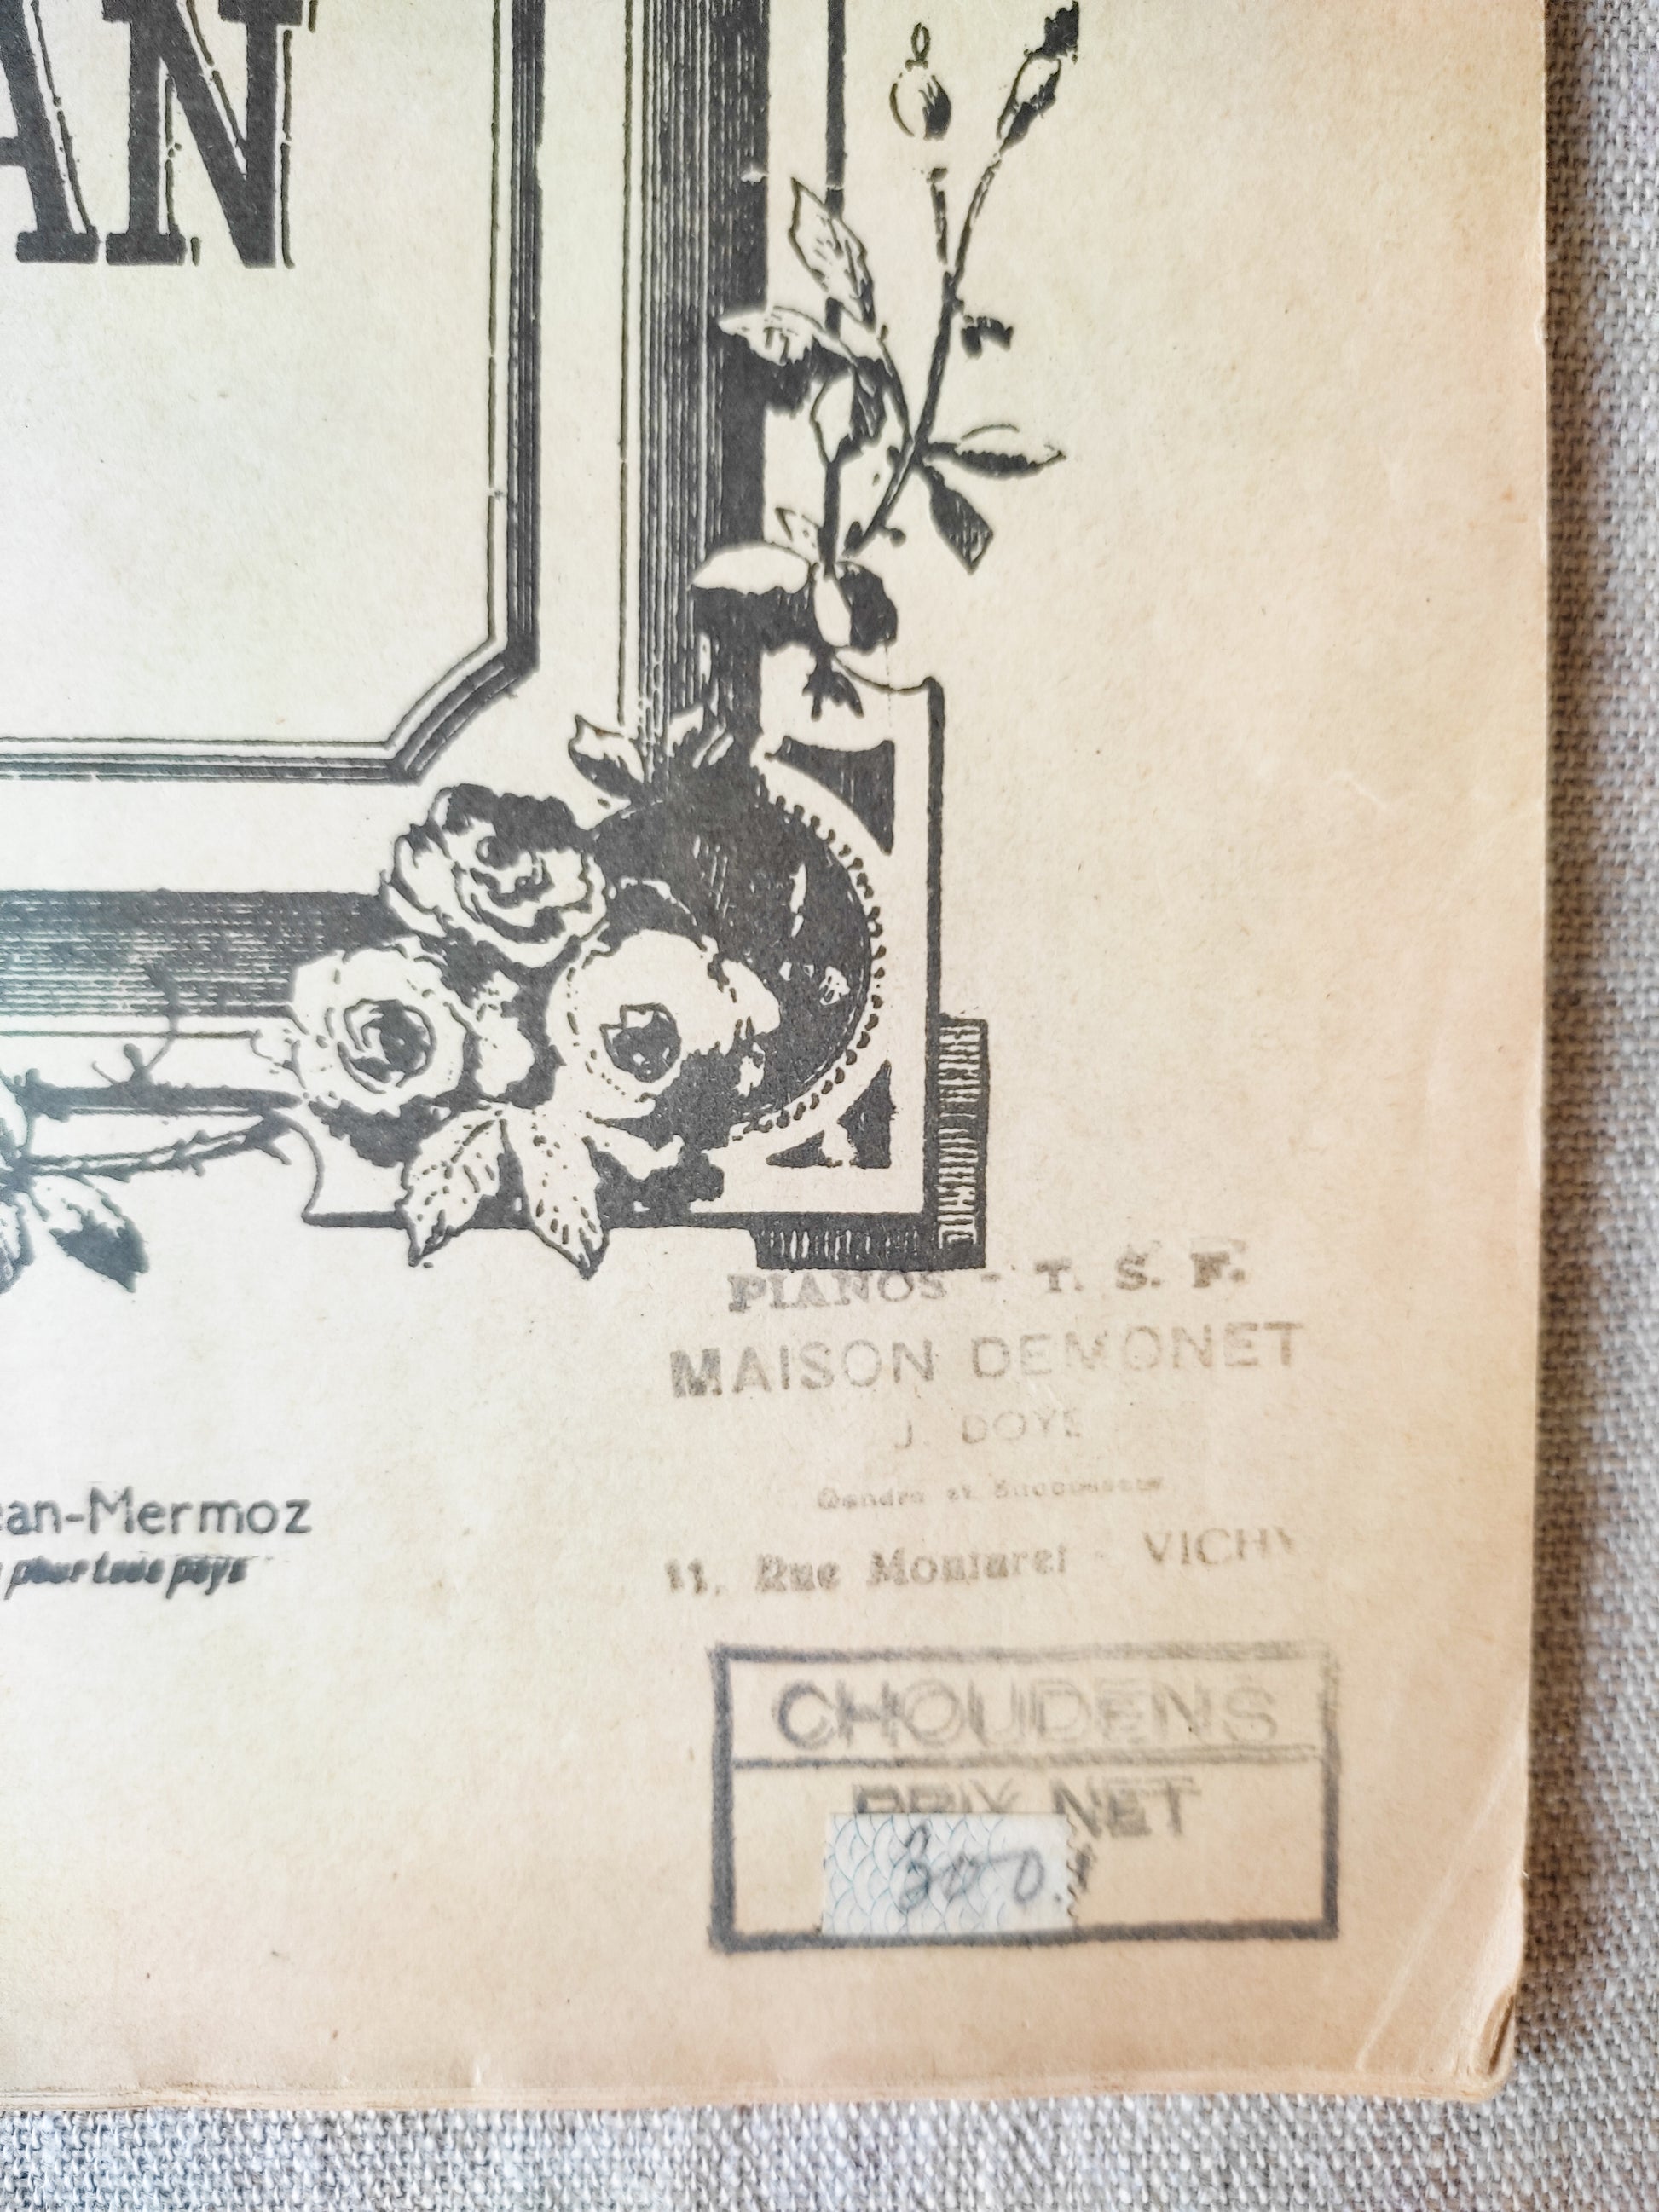 AN
PIANOS - T. S. F.
MAISON DEMONET
J. DOYE
Gendre et Successeur
11, Rue Montaret - VICHY
ean-Mermoz
pour tous pays
CHOUDENS
PRIX NET
300 f